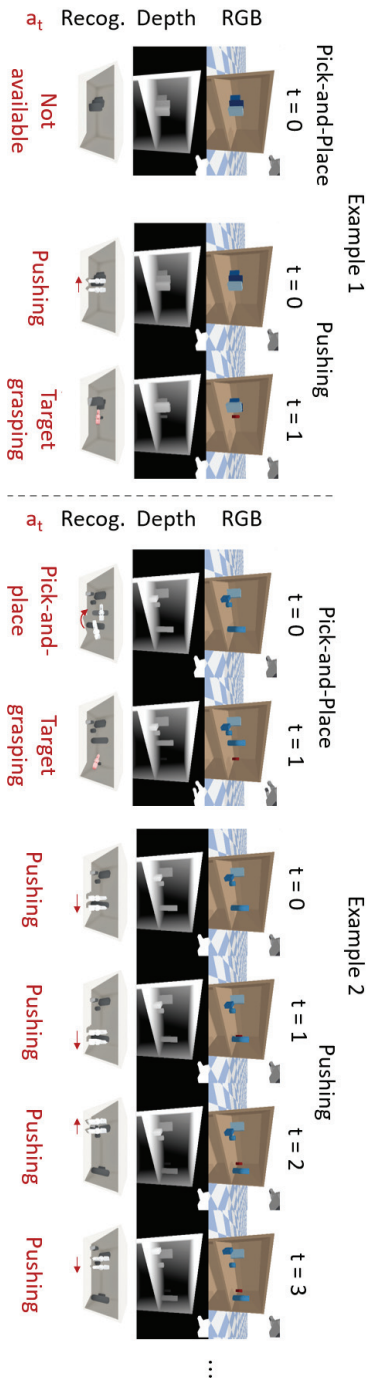 Example 1
Pick-and-Place
Pushing
t = 0
t = 0
t = 1
RGB
Depth
Recog.
aₜ
Not
available
Pushing
Target
grasping
Example 2
Pick-and-Place
Pushing
t = 0
t = 1
t = 0
t = 1
t = 2
t = 3
...
RGB
Depth
Recog.
aₜ
Pick-and-
place
Target
grasping
Pushing
Pushing
Pushing
Pushing